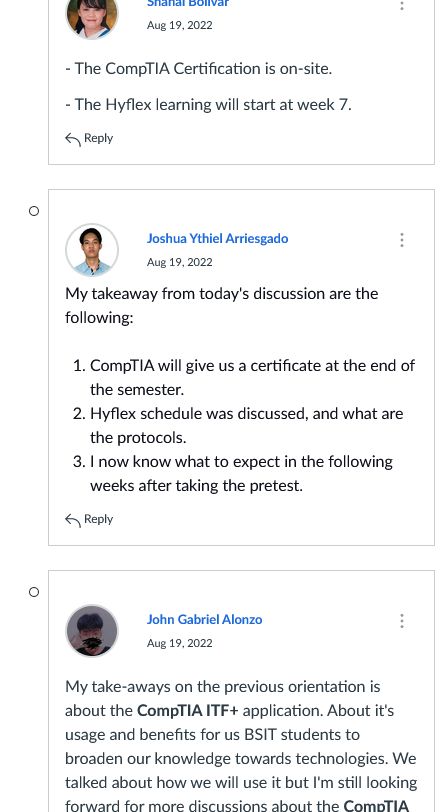 Shanai Bolivar
Aug 19, 2022
- The CompTIA Certification is on-site.
- The Hyflex learning will start at week 7.
Reply
Joshua Ythiel Arriesgado
Aug 19, 2022
My takeaway from today's discussion are the
following:
1. CompTIA will give us a certificate at the end of
the semester.
2. Hyflex schedule was discussed, and what are
the protocols.
3. I now know what to expect in the following
weeks after taking the pretest.
Reply
John Gabriel Alonzo
Aug 19, 2022
My take-aways on the previous orientation is
about the CompTIA ITF+ application. About it's
usage and benefits for us BSIT students to
broaden our knowledge towards technologies. We
talked about how we will use it but I'm still looking
forward for more discussions about the CompTIA